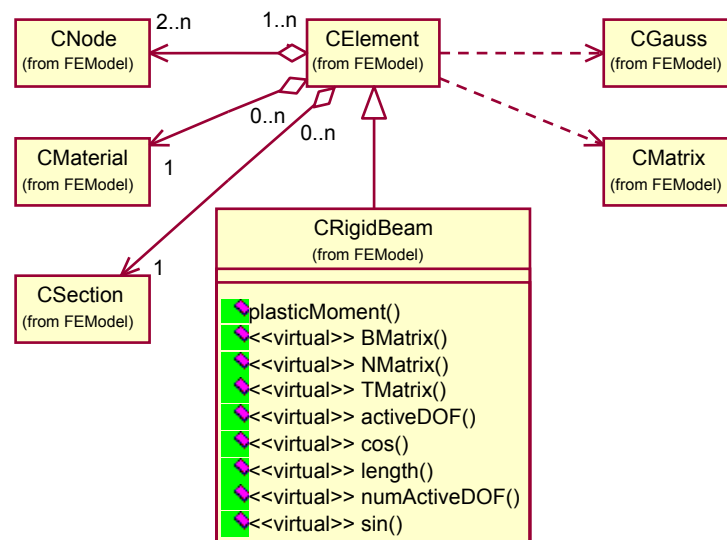 2..n
1..n
CNode
(from FEModel)
CElement
(from FEModel)
CGauss
(from FEModel)
0..n
0..n
CMaterial
(from FEModel)
1
CMatrix
(from FEModel)
CRigidBeam
(from FEModel)
1
CSection
(from FEModel)
plasticMoment()
<<virtual>> BMatrix()
<<virtual>> NMatrix()
<<virtual>> TMatrix()
<<virtual>> activeDOF()
<<virtual>> cos()
<<virtual>> length()
<<virtual>> numActiveDOF()
<<virtual>> sin()